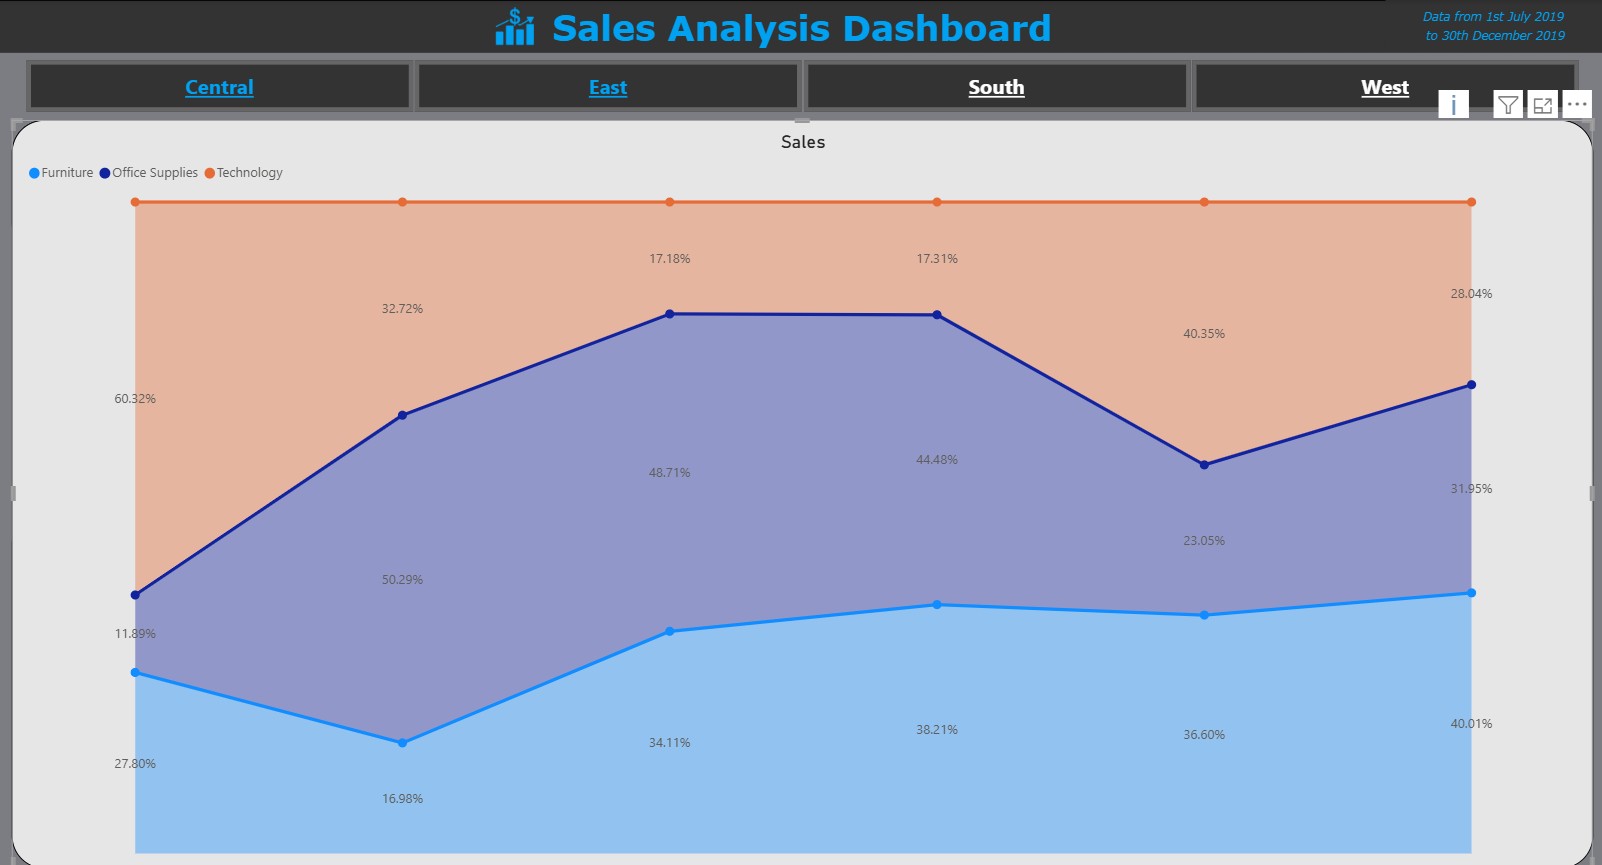 Sales Analysis Dashboard
Data from 1st July 2019
to 30th December 2019
Central
East
South
West
i
Sales
Furniture
Office Supplies
Technology
60.32%
32.72%
17.18%
17.31%
40.35%
28.04%
11.89%
50.29%
48.71%
44.48%
23.05%
31.95%
27.80%
16.98%
34.11%
38.21%
36.60%
40.01%